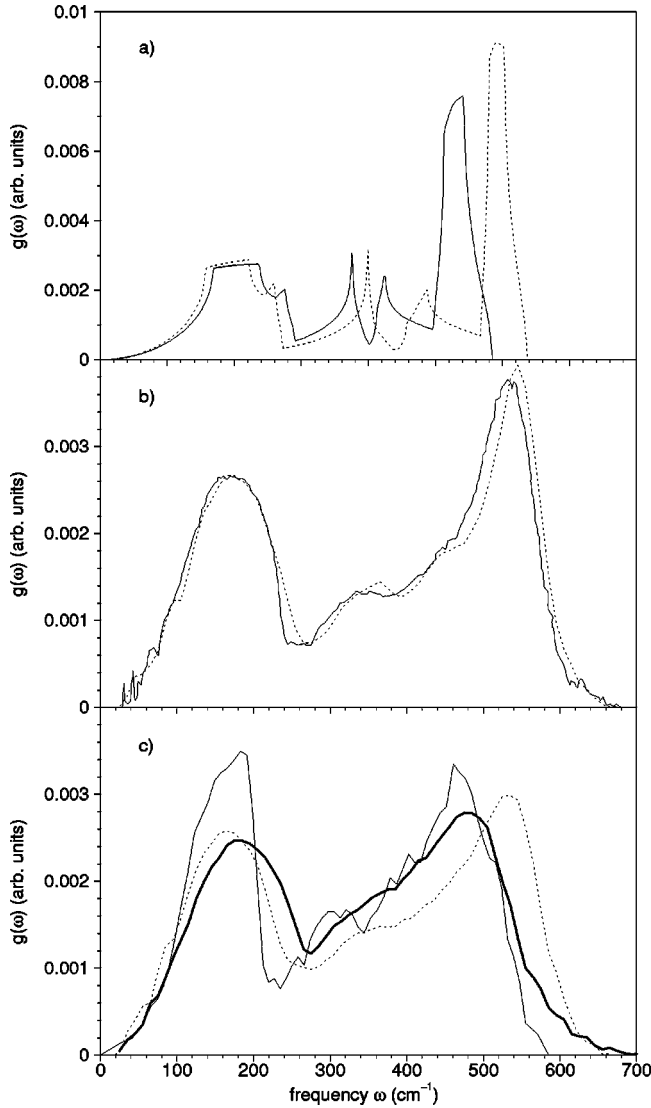 0.01
a)
0.008
0.006
0.004
0.002
0
g(ω) (arb. units)
b)
0.003
0.002
0.001
0
g(ω) (arb. units)
c)
0.003
0.002
0.001
0
g(ω) (arb. units)
0 100 200 300 400 500 600 700
frequency ω (cm⁻¹)